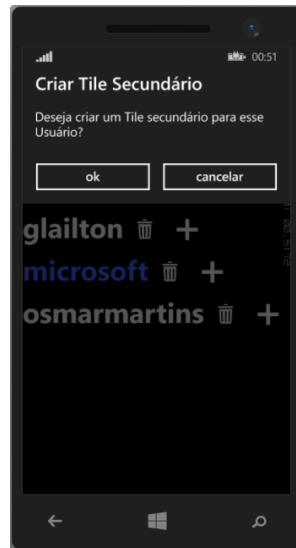 00:51
Criar Tile Secundário
Deseja criar um Tile secundário para esse
Usuário?
ok
cancelar
glailton
microsoft
osmarmartins